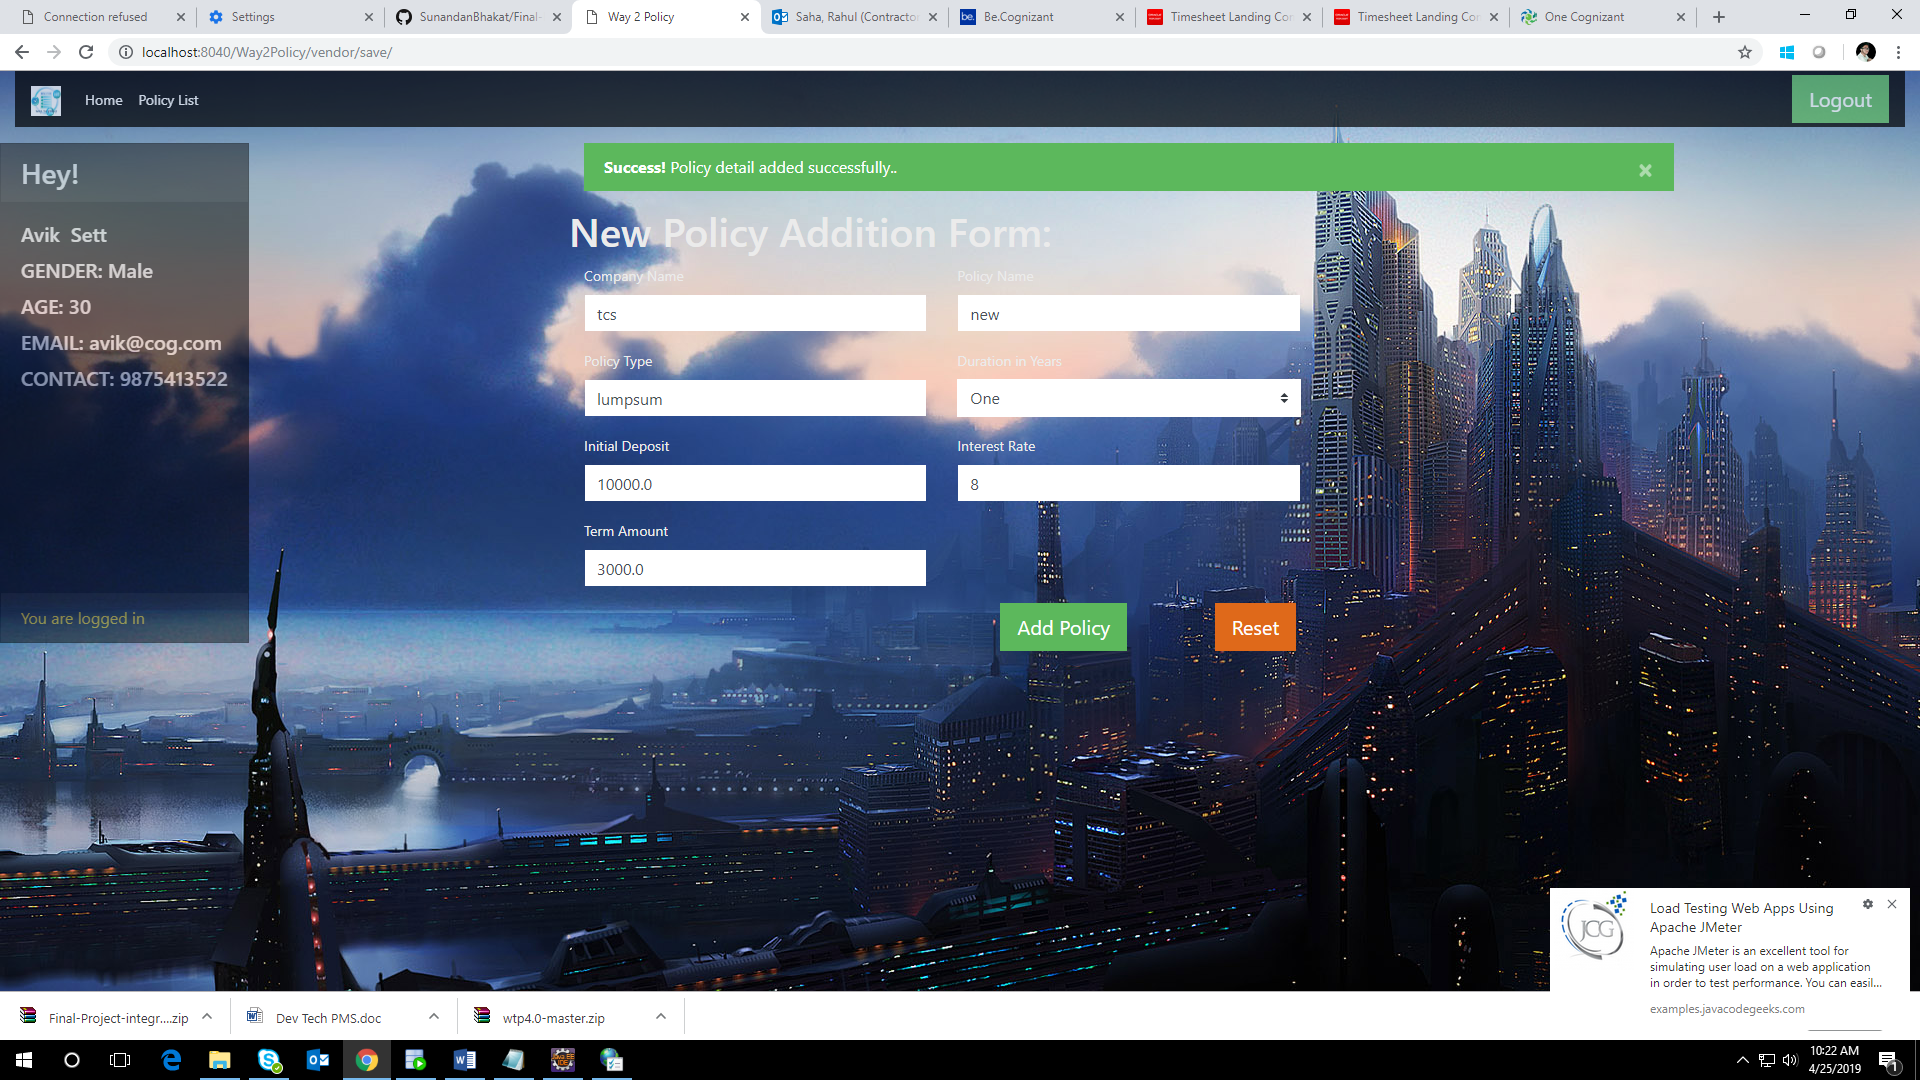 Connection refused
Settings
SunandanBhakat/Final-
Way 2 Policy
Saha, Rahul (Contractor
Be.Cognizant
Timesheet Landing Con
Timesheet Landing Con
One Cognizant
localhost:8040/Way2Policy/vendor/save/
Home
Policy List
Logout
Hey!
Avik  Sett
GENDER: Male
AGE: 30
EMAIL: avik@cog.com
CONTACT: 9875413522
You are logged in
Success! Policy detail added successfully..
New Policy Addition Form:
Company Name
Policy Name
tcs
new
Policy Type
Duration in Years
lumpsum
One
Initial Deposit
Interest Rate
10000.0
8
Term Amount
3000.0
Add Policy
Reset
JCG
Load Testing Web Apps Using
Apache JMeter
Apache JMeter is an excellent tool for
simulating user load on a web application
in order to test performance. You can easil...
examples.javacodegeeks.com
Final-Project-integr....zip
Dev Tech PMS.doc
wtp4.0-master.zip
10:22 AM
4/25/2019
1